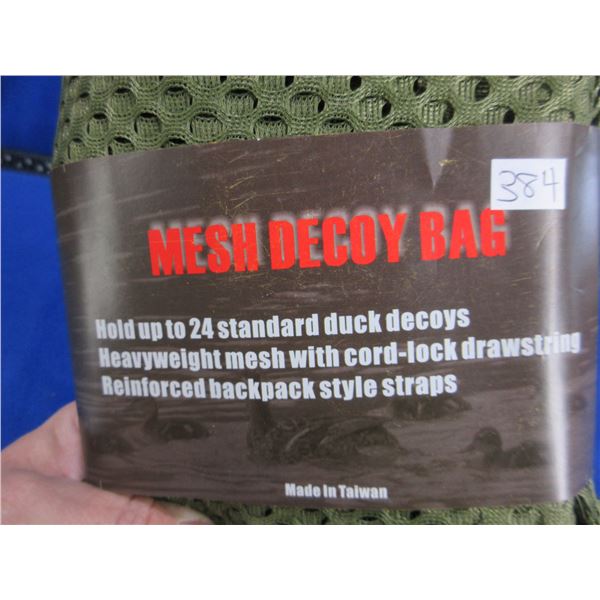 384
MESH DECOY BAG
Hold up to 24 standard duck decoys
Heavyweight mesh with cord-lock drawstring
Reinforced backpack style straps
Made In Taiwan